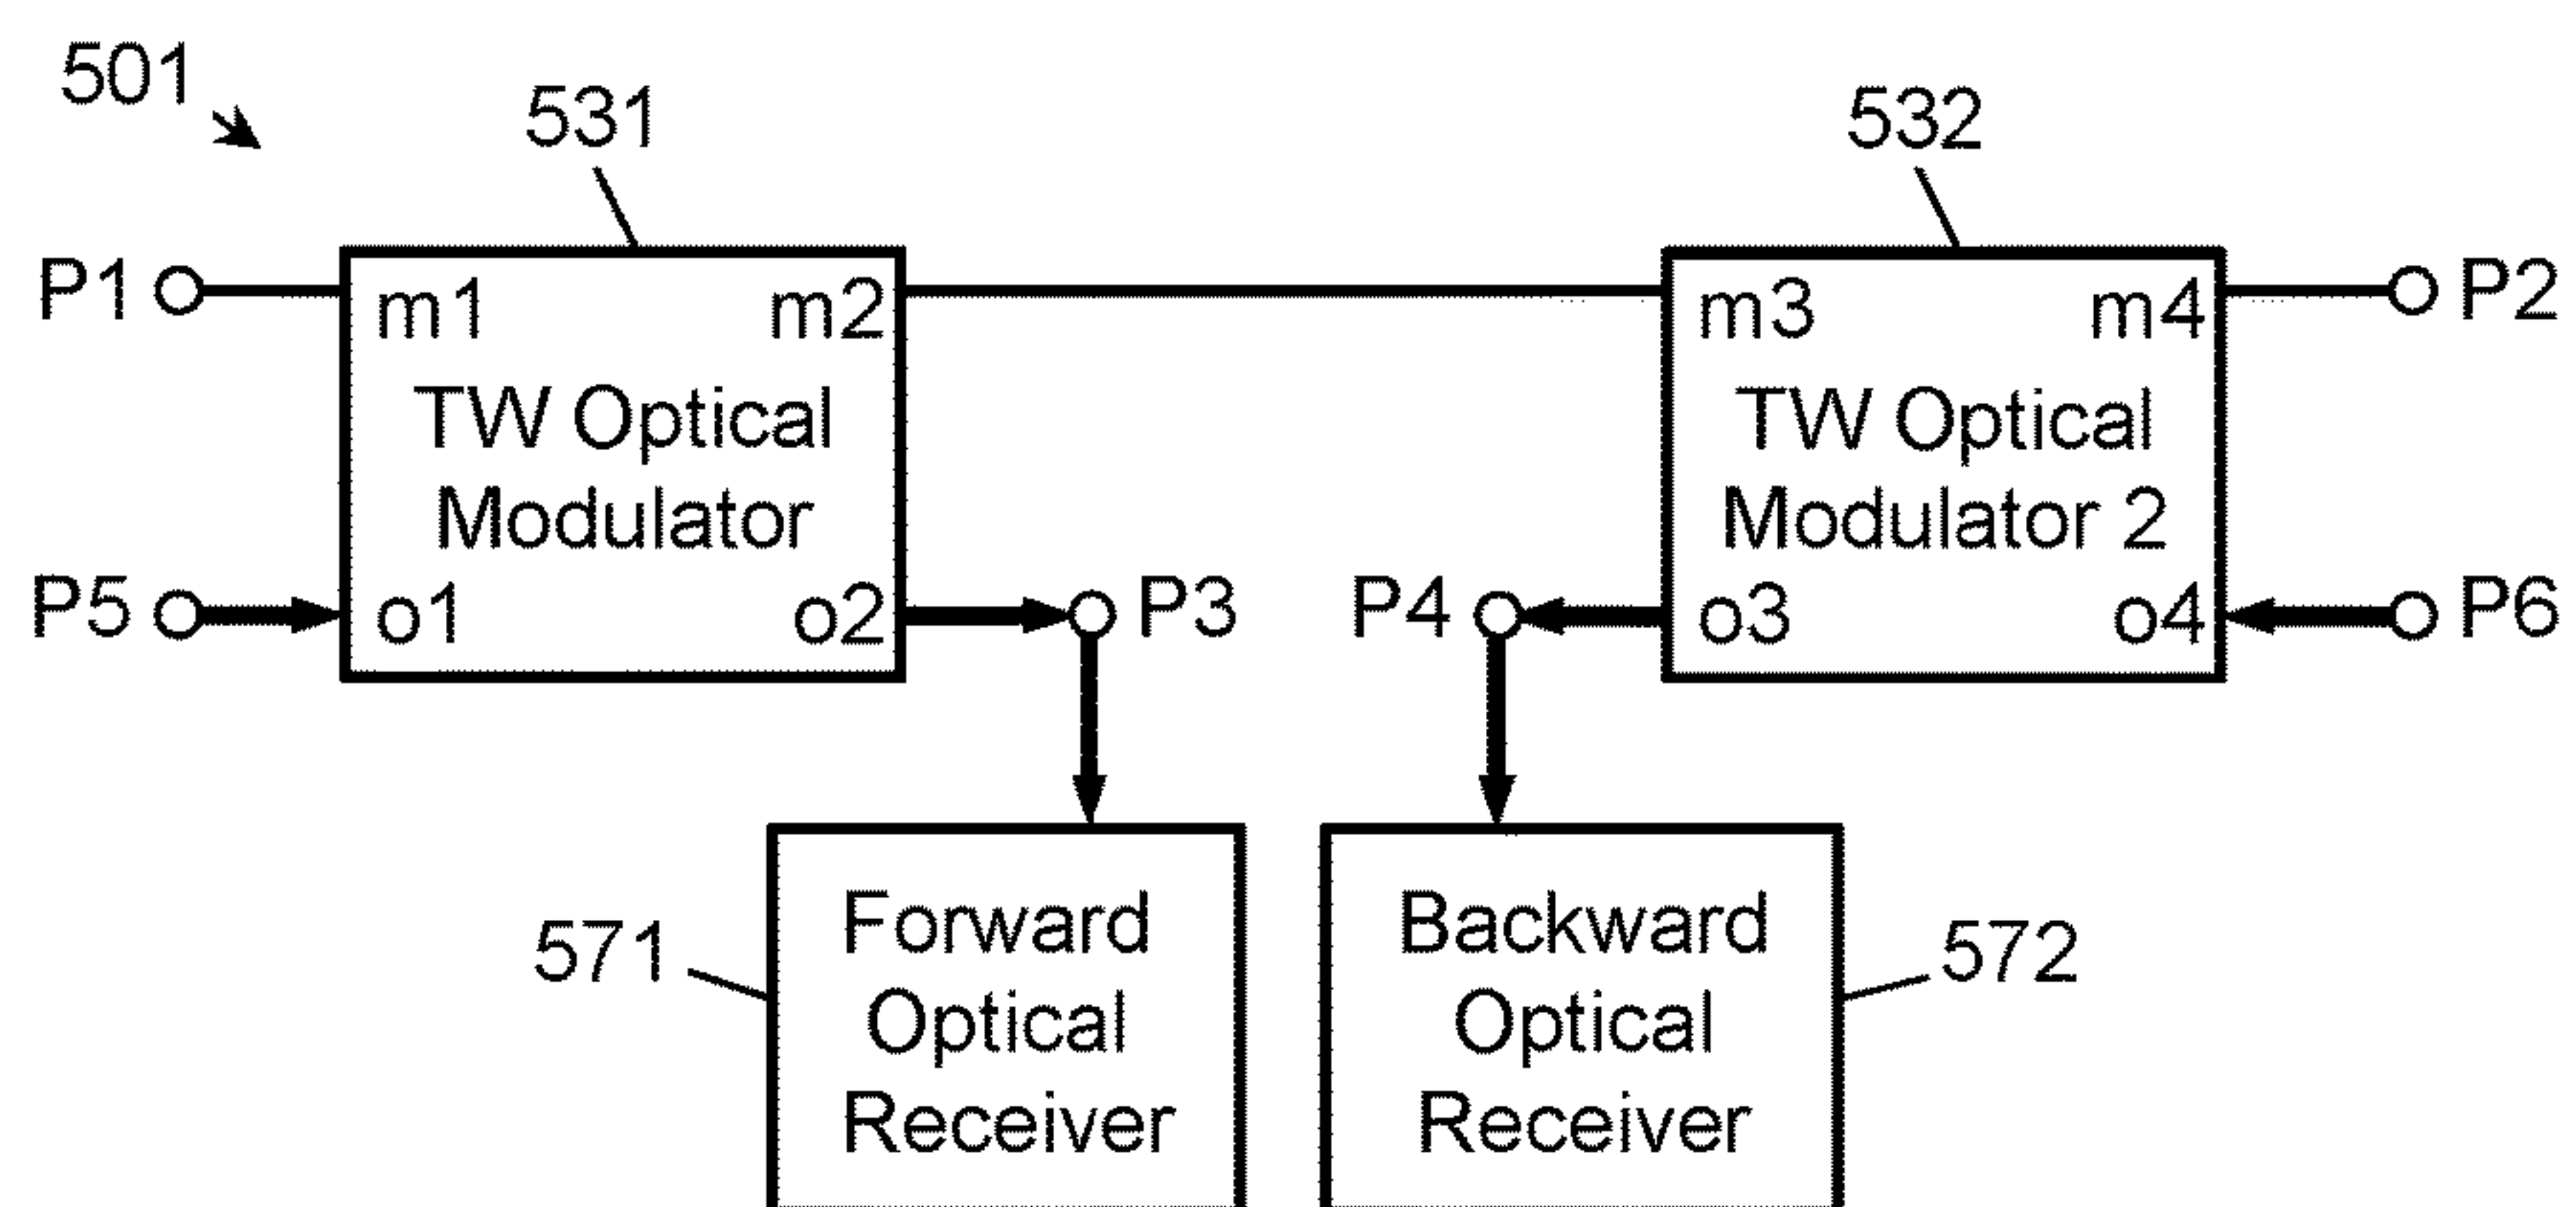 501
531
532
P1
m1
m2
m3
m4
P2
TW Optical
Modulator
TW Optical
Modulator 2
P5
o1
o2
P3
P4
o3
o4
P6
571
Forward
Optical
Receiver
Backward
Optical
Receiver
572